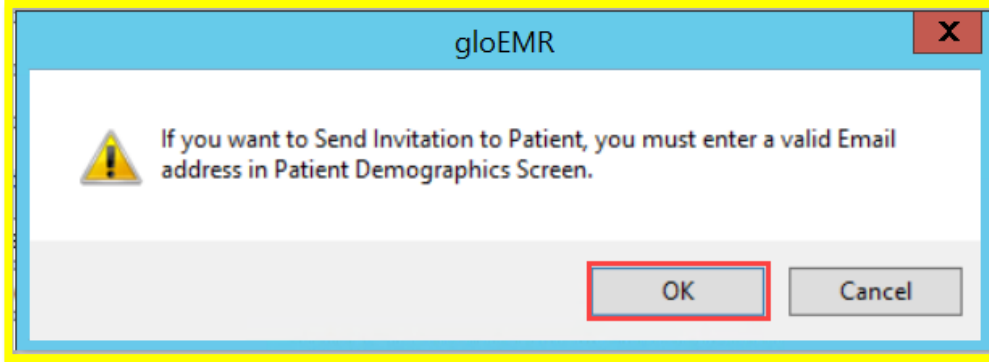 gloEMR
X
If you want to Send Invitation to Patient, you must enter a valid Email
address in Patient Demographics Screen.
OK
Cancel